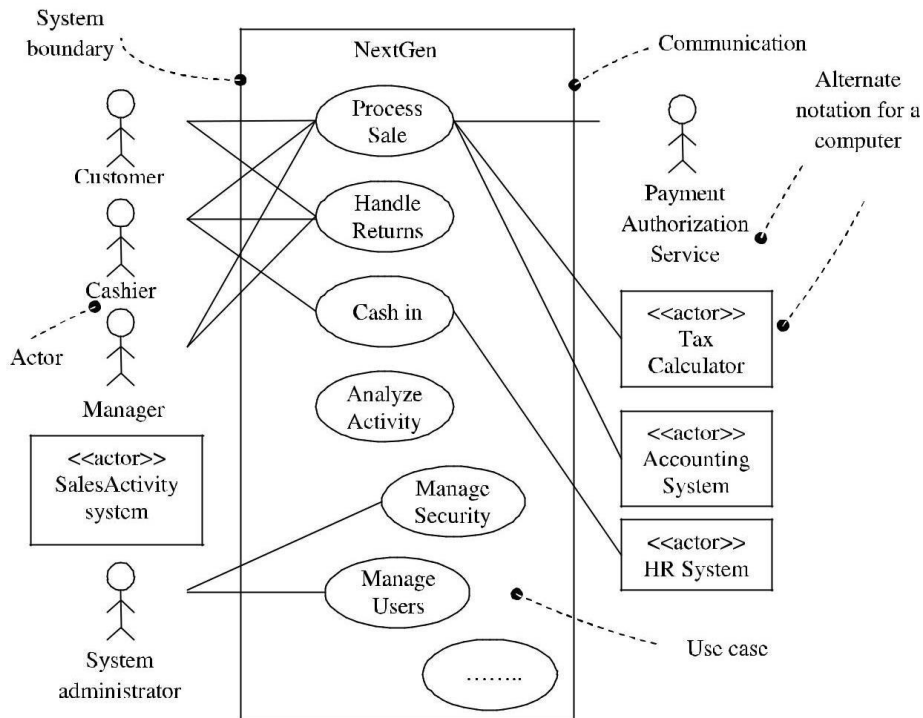 System
boundary
NextGen
Communication
Alternate
notation for a
computer
Process
Sale
Customer
Handle
Returns
Payment
Authorization
Service
Cashier
Cash in
<<actor>>
Tax
Calculator
Actor
Manager
Analyze
Activity
<<actor>>
SalesActivity
system
<<actor>>
Accounting
System
Manage
Security
<<actor>>
HR System
Manage
Users
Use case
System
administrator
........